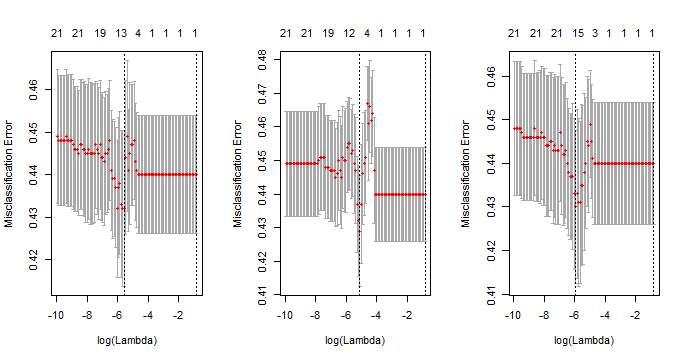 21 21 19 13 4 1 1 1
Misclassification Error
0.46
0.45
0.44
0.43
0.42
-10 -8 -6 -4 -2
log(Lambda)
21 21 19 12 4 1 1 1 1
Misclassification Error
0.48
0.47
0.46
0.45
0.44
0.43
0.42
0.41
-10 -8 -6 -4 -2
log(Lambda)
21 21 21 15 3 1 1 1 1
Misclassification Error
0.46
0.45
0.44
0.43
0.42
0.41
-10 -8 -6 -4 -2
log(Lambda)